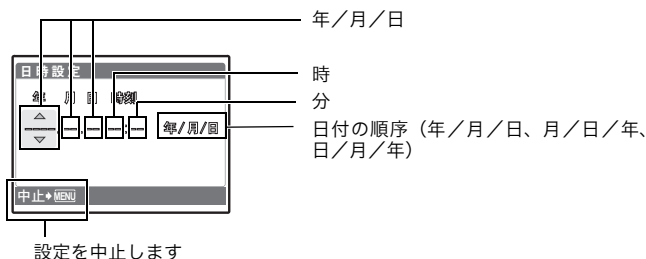 年／月／日
日時設定
年 月 日 時刻
----.--.-- --:-- 年/月/日
時
分
日付の順序（年／月／日、月／日／年、
日／月／年）
中止➧MENU
設定を中止します